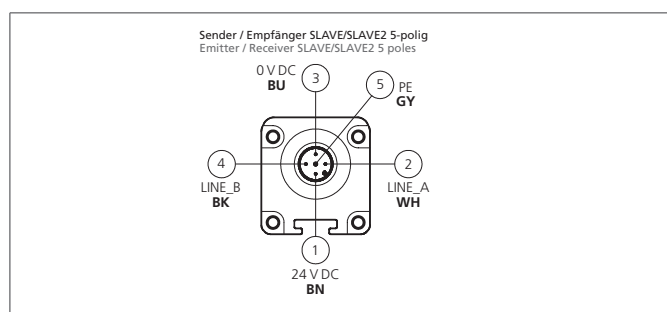 Sender / Empfänger SLAVE/SLAVE2 5-polig
Emitter / Receiver SLAVE/SLAVE2 5 poles
0 V DC
BU
3
5
PE
GY
4
LINE_B
BK
2
LINE_A
WH
1
24 V DC
BN